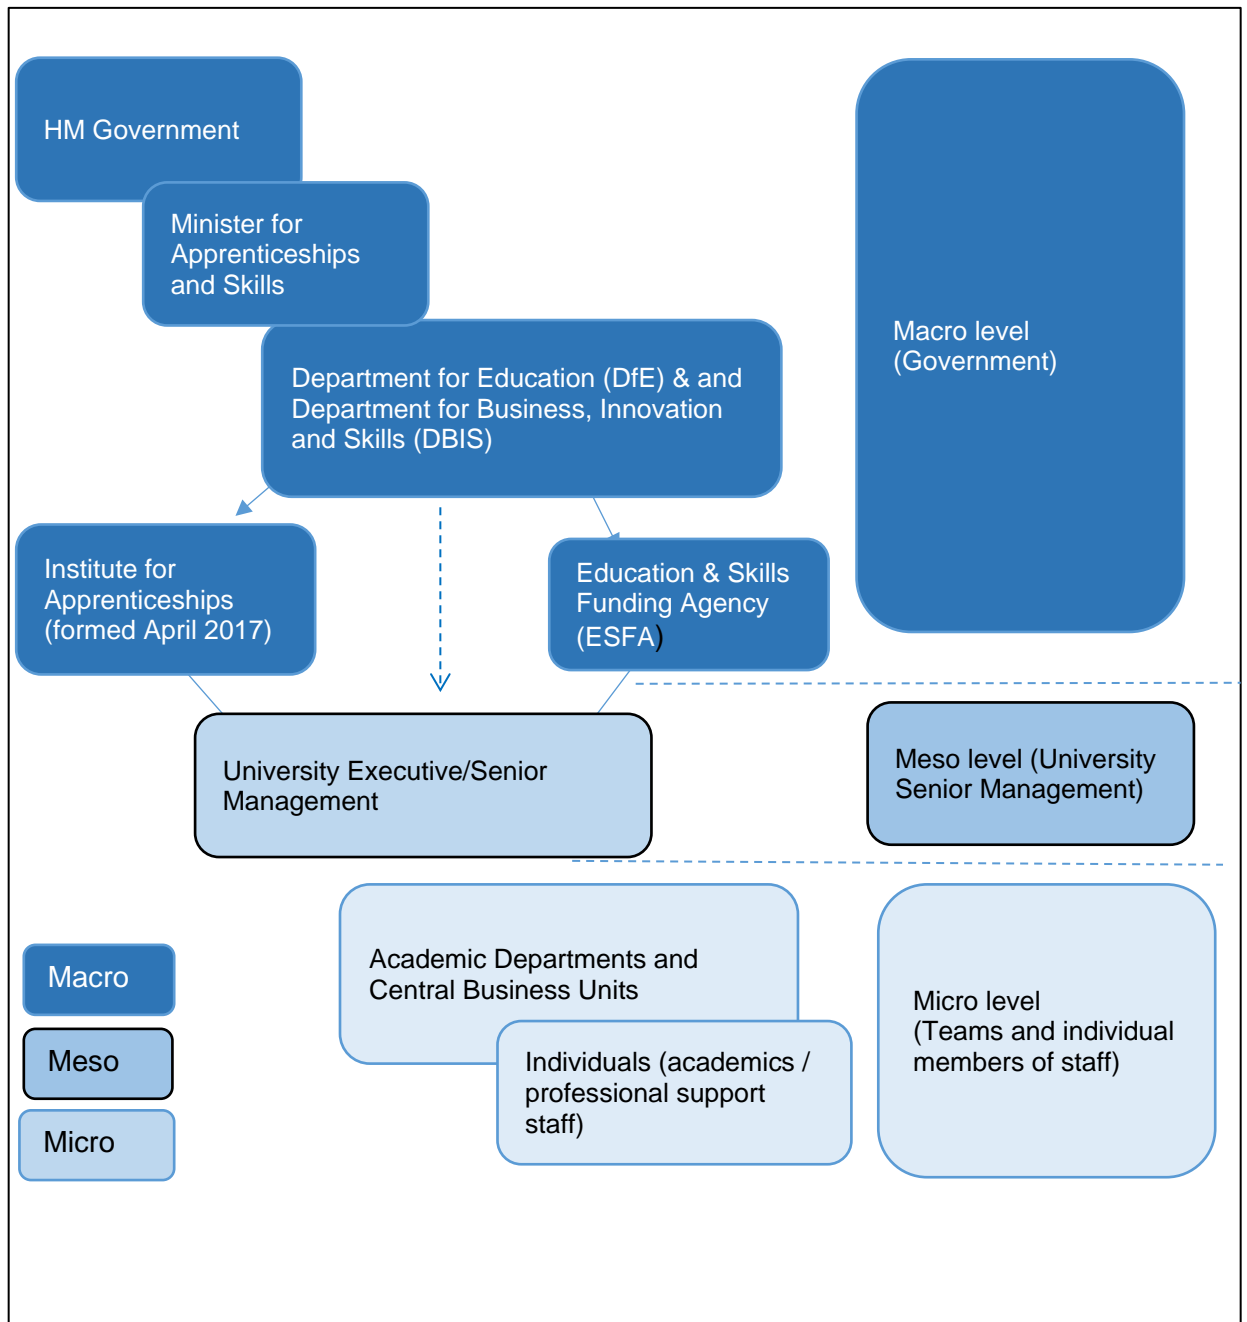 HM Government
Minister for
Apprenticeships
and Skills
Department for Education (DfE) & and
Department for Business, Innovation
and Skills (DBIS)
Macro level
(Government)
Institute for
Apprenticeships
(formed April 2017)
Education & Skills
Funding Agency
(ESFA)
University Executive/Senior
Management
Meso level (University
Senior Management)
Academic Departments and
Central Business Units
Individuals (academics /
professional support
staff)
Micro level
(Teams and individual
members of staff)
Macro
Meso
Micro